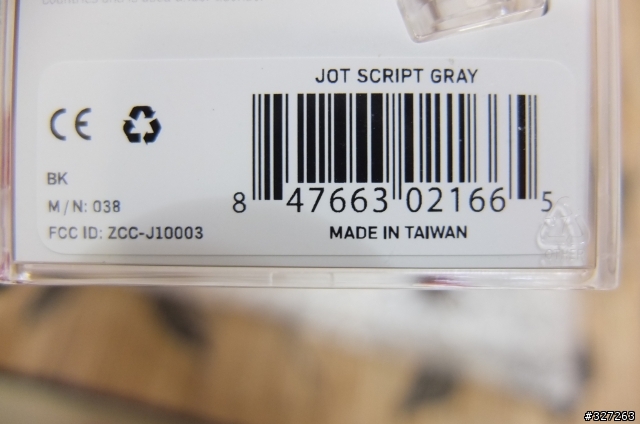 JOT SCRIPT GRAY
CE
BK
M/N: 038
FCC ID: ZCC-J10003
8 47663 02166 5
MADE IN TAIWAN
#327263